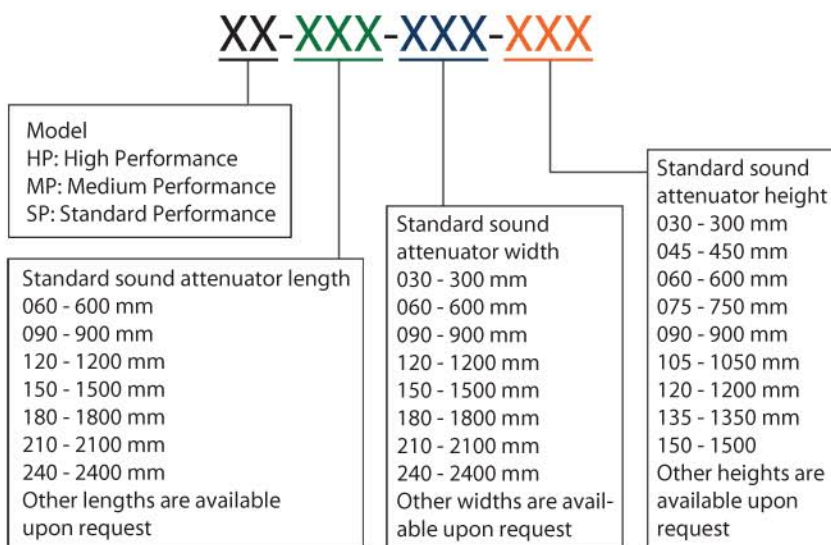 XX-XXX-XXX-XXX
Model
HP: High Performance
MP: Medium Performance
SP: Standard Performance
Standard sound attenuator length
060 - 600 mm
090 - 900 mm
120 - 1200 mm
150 - 1500 mm
180 - 1800 mm
210 - 2100 mm
240 - 2400 mm
Other lengths are available
upon request
Standard sound
attenuator width
030 - 300 mm
060 - 600 mm
090 - 900 mm
120 - 1200 mm
150 - 1500 mm
180 - 1800 mm
210 - 2100 mm
240 - 2400 mm
Other widths are avail-
able upon request
Standard sound
attenuator height
030 - 300 mm
045 - 450 mm
060 - 600 mm
075 - 750 mm
090 - 900 mm
105 - 1050 mm
120 - 1200 mm
135 - 1350 mm
150 - 1500
Other heights are
available upon
request